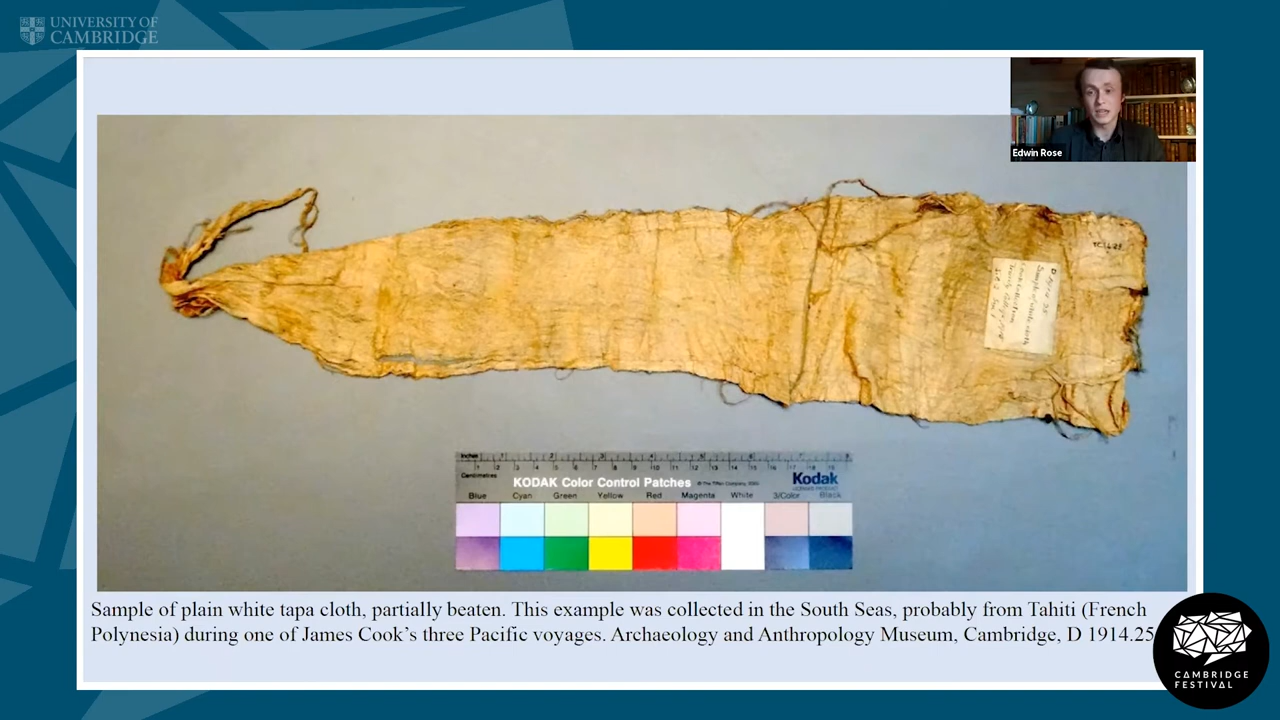 UNIVERSITY OF
CAMBRIDGE
Edwin Rose
Inches
Centimetres
KODAK Color Control Patches
Kodak
Blue Cyan Green Yellow Red Magenta White 3/Color Black
Sample of plain white tapa cloth, partially beaten. This example was collected in the South Seas, probably from Tahiti (French
Polynesia) during one of James Cook’s three Pacific voyages. Archaeology and Anthropology Museum, Cambridge, D 1914.25
CAMBRIDGE
FESTIVAL